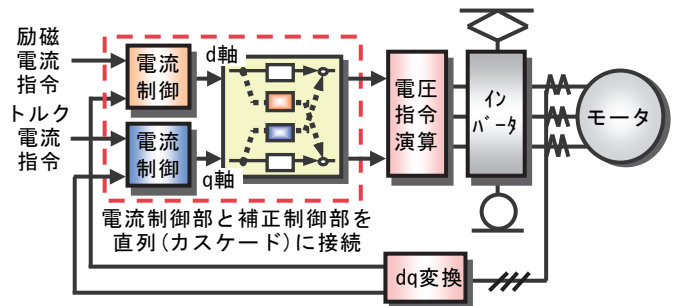 励磁
電流
指令
トルク
電流
指令
電流
制御
電流
制御
d軸
q軸
電圧
指令
演算
インバータ
モータ
電流制御部と補正制御部を
直列(カスケード)に接続
dq変換